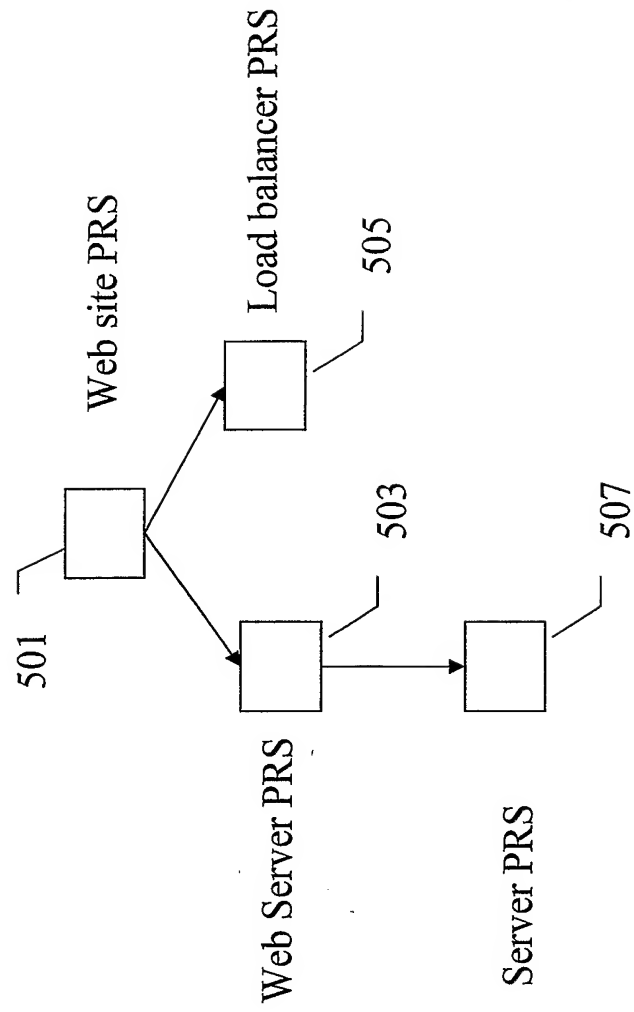 501
Web site PRS
Web Server PRS
503
Load balancer PRS
505
Server PRS
507